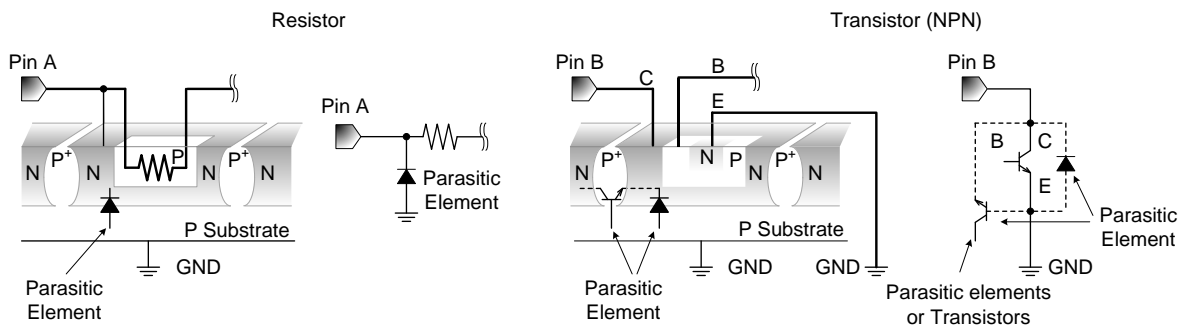 Resistor
Transistor (NPN)
Pin A
Pin A
N
P+
N
P
N
P+
N
Parasitic
Element
P Substrate
GND
Parasitic
Element
Pin B
C
B
E
N
P+
N
N
P
N
P+
N
P Substrate
GND
GND
Parasitic
Element
Pin B
B
C
E
Parasitic
Element
GND
Parasitic elements
or Transistors